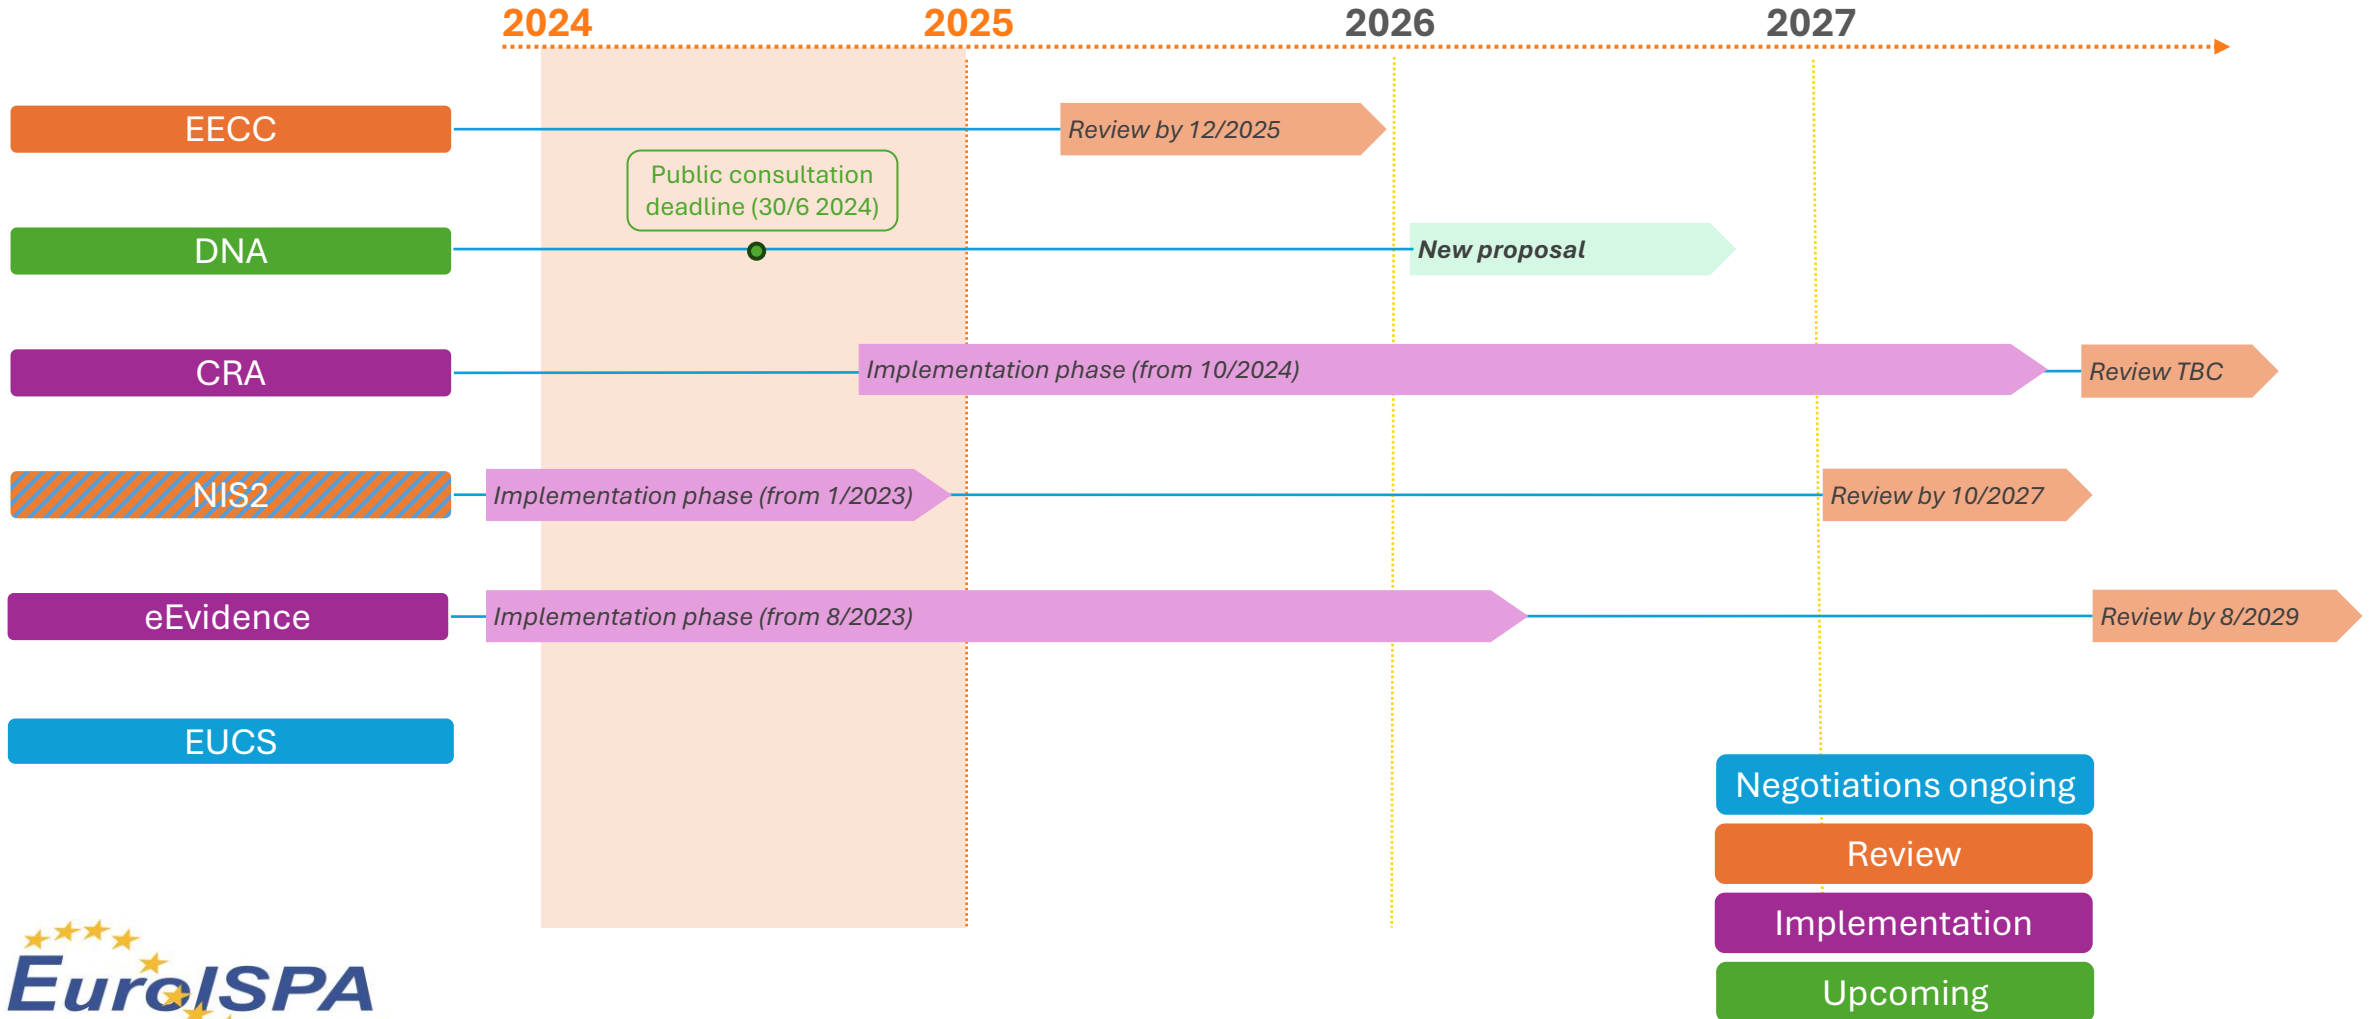 2024 2025 2026 2027
EECC
Review by 12/2025
Public consultation
deadline (30/6 2024)
DNA
New proposal
CRA
Implementation phase (from 10/2024)
Review TBC
NIS2
Implementation phase (from 1/2023)
Review by 10/2027
eEvidence
Implementation phase (from 8/2023)
Review by 8/2029
EUCS
Negotiations ongoing
Review
Implementation
Upcoming
EuroISPA